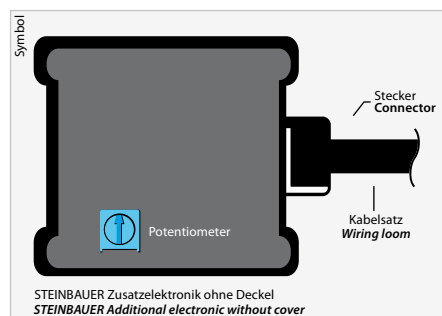 Symbol
Stecker
Connector
Potentiometer
Kabelsatz
Wiring loom
STEINBAUER Zusatzelektronik ohne Deckel
STEINBAUER Additional electronic without cover